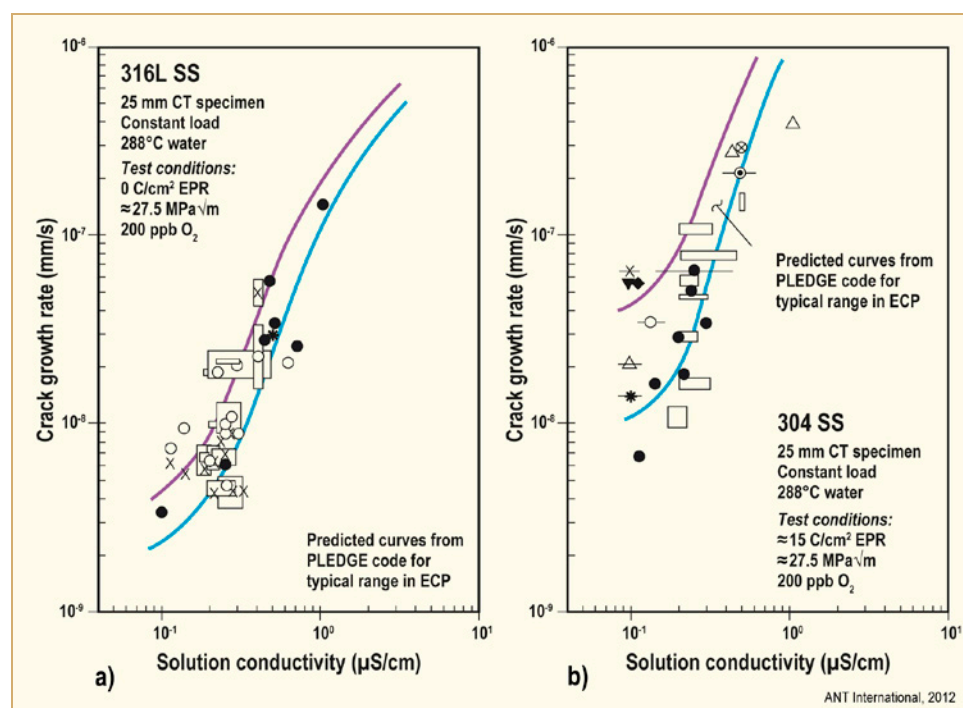 316L SS
25 mm CT specimen
Constant load
288°C water
Test conditions:
0 C/cm² EPR
≈27.5 MPa√m
200 ppb O₂
Predicted curves from
PLEDGE code for
typical range in ECP
10⁻⁶
10⁻⁷
10⁻⁸
10⁻⁹
Crack growth rate (mm/s)
10⁻¹
10⁰
10¹
Solution conductivity (µS/cm)
a)
10⁻⁶
10⁻⁷
10⁻⁸
10⁻⁹
Crack growth rate (mm/s)
Predicted curves from
PLEDGE code for
typical range in ECP
304 SS
25 mm CT specimen
Constant load
288°C water
Test conditions:
≈15 C/cm² EPR
≈27.5 MPa√m
200 ppb O₂
10⁻¹
10⁰
10¹
Solution conductivity (µS/cm)
b)
ANT International, 2012